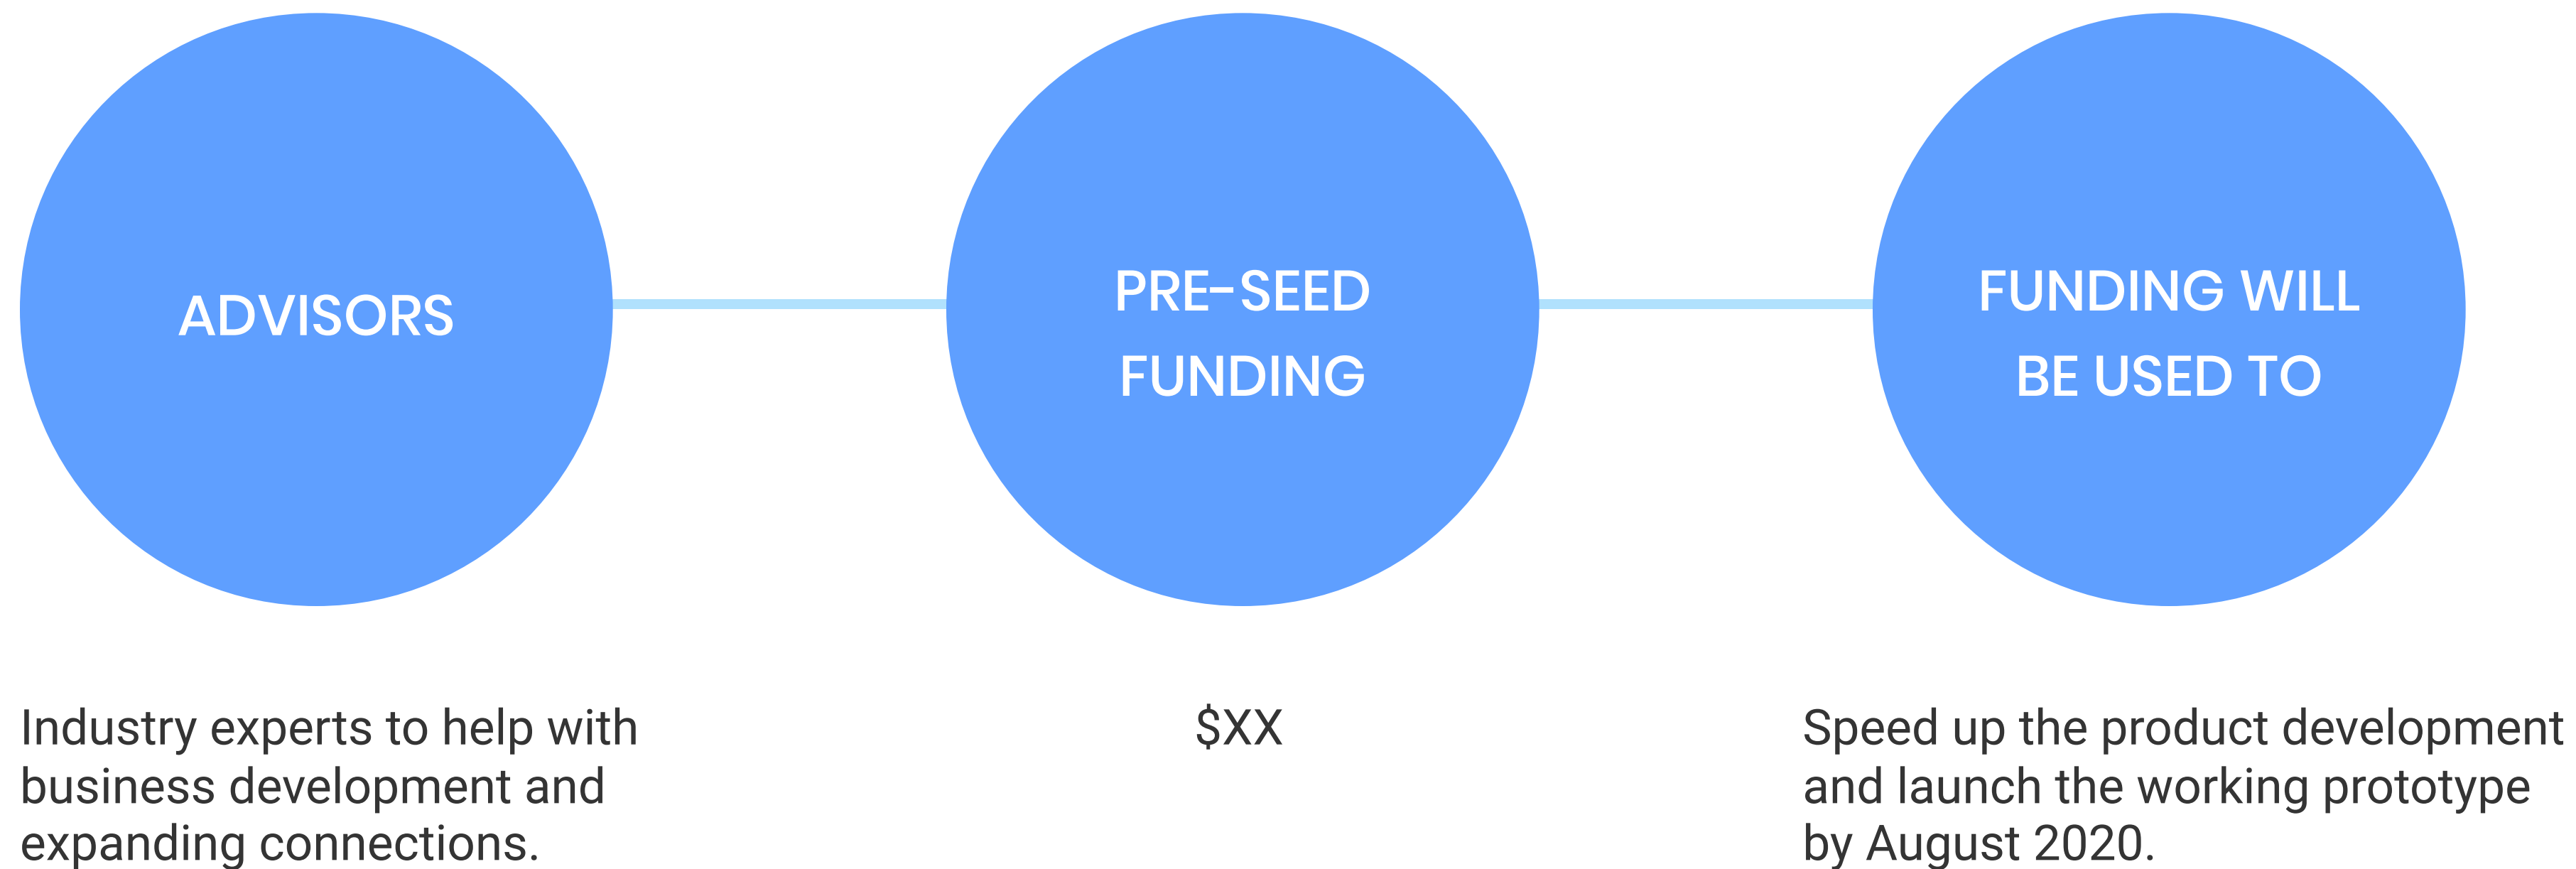 ADVISORS
PRE-SEED
FUNDING
FUNDING WILL
BE USED TO
Industry experts to help with
business development and
expanding connections.
$XX
Speed up the product development
and launch the working prototype
by August 2020.